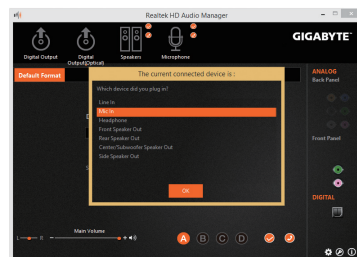 Realtek HD Audio Manager
GIGABYTE
Digital Output
Digital Output(Optical)
Speakers
Microphone
Default Format
The current connected device is :
Which device did you plug in?
Line In
Mic In
Headphone
Front Speaker Out
Rear Speaker Out
Center/Subwoofer Speaker Out
Side Speaker Out
OK
ANALOG
Back Panel
Front Panel
DIGITAL
Main Volume
L
R
A
B
C
D